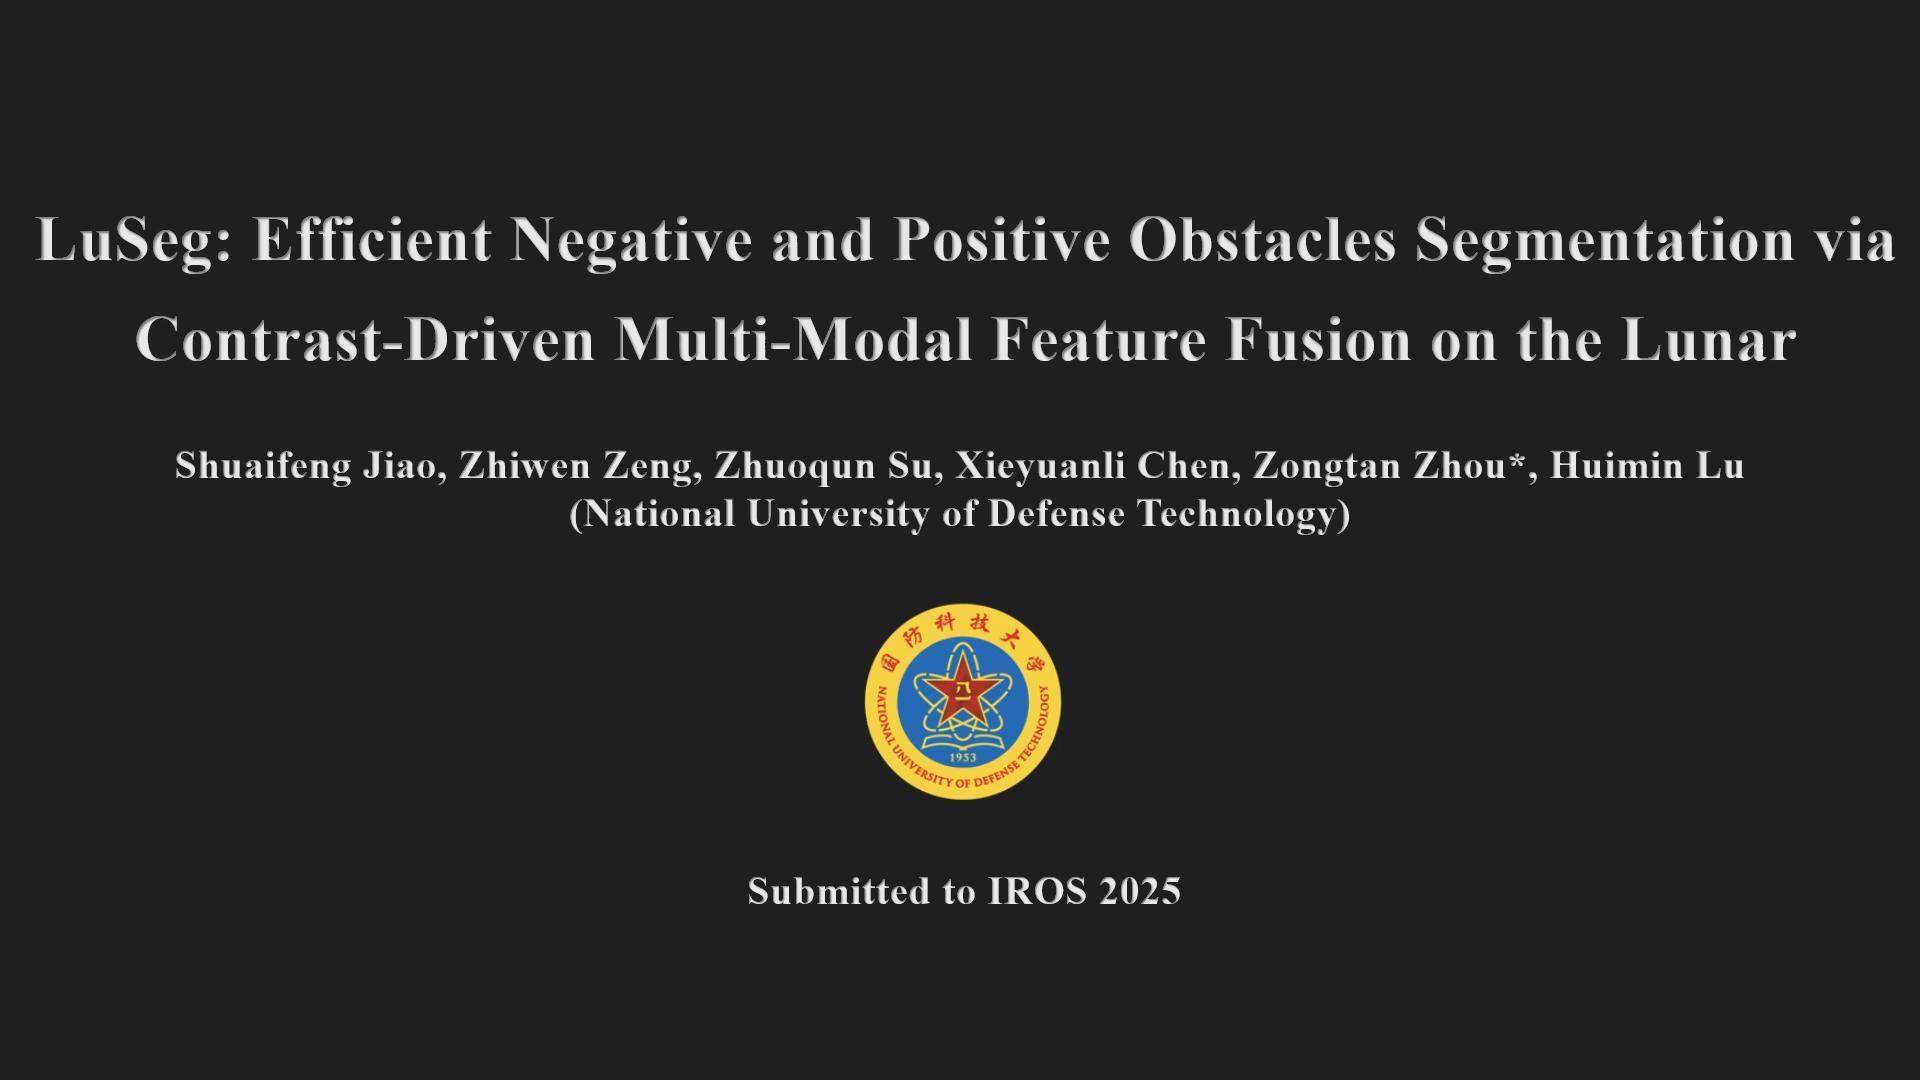 LuSeg: Efficient Negative and Positive Obstacles Segmentation via
Contrast-Driven Multi-Modal Feature Fusion on the Lunar
Shuaifeng Jiao, Zhiwen Zeng, Zhuoqun Su, Xieyuanli Chen, Zongtan Zhou*, Huimin Lu
(National University of Defense Technology)
国防科技大学
八一
1953
NATIONAL UNIVERSITY OF DEFENSE TECHNOLOGY
Submitted to IROS 2025